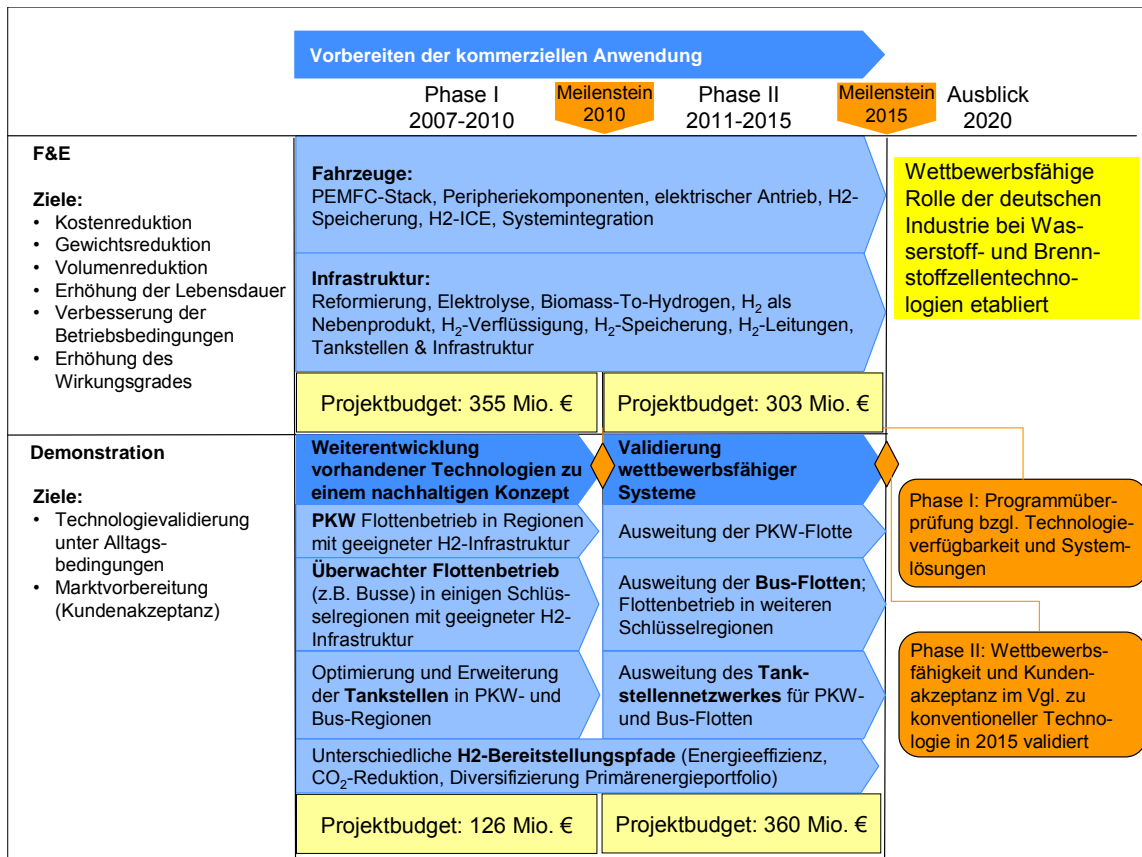 Vorbereiten der kommerziellen Anwendung
Phase I
2007-2010
Meilenstein
2010
Phase II
2011-2015
Meilenstein
2015
Ausblick
2020
F&E
Ziele:
• Kostenreduktion
• Gewichtsreduktion
• Volumenreduktion
• Erhöhung der Lebensdauer
• Verbesserung der
Betriebsbedingungen
• Erhöhung des
Wirkungsgrades
Fahrzeuge:
PEMFC-Stack, Peripheriekomponenten, elektrischer Antrieb, H2-
Speicherung, H2-ICE, Systemintegration
Infrastruktur:
Reformierung, Elektrolyse, Biomass-To-Hydrogen, H₂ als
Nebenprodukt, H₂-Verflüssigung, H₂-Speicherung, H₂-Leitungen,
Tankstellen & Infrastruktur
Projektbudget: 355 Mio. €
Projektbudget: 303 Mio. €
Wettbewerbsfähige
Rolle der deutschen
Industrie bei Was-
serstoff- und Brenn-
stoffzellentechno-
logien etabliert
Demonstration
Ziele:
• Technologievalidierung
unter Alltags-
bedingungen
• Marktvorbereitung
(Kundenakzeptanz)
Weiterentwicklung
vorhandener Technologien zu
einem nachhaltigen Konzept
Validierung
wettbewerbsfähiger
Systeme
PKW Flottenbetrieb in Regionen
mit geeigneter H2-Infrastruktur
Ausweitung der PKW-Flotte
Überwachter Flottenbetrieb
(z.B. Busse) in einigen Schlüs-
selregionen mit geeigneter H2-
Infrastruktur
Ausweitung der Bus-Flotten;
Flottenbetrieb in weiteren
Schlüsselregionen
Optimierung und Erweiterung
der Tankstellen in PKW- und
Bus-Regionen
Ausweitung des Tank-
stellennetzwerkes für PKW-
und Bus-Flotten
Unterschiedliche H2-Bereitstellungspfade (Energieeffizienz,
CO₂-Reduktion, Diversifizierung Primärenergieportfolio)
Projektbudget: 126 Mio. €
Projektbudget: 360 Mio. €
Phase I: Programmüber-
prüfung bzgl. Technologie-
verfügbarkeit und System-
lösungen
Phase II: Wettbewerbs-
fähigkeit und Kunden-
akzeptanz im Vgl. zu
konventioneller Techno-
logie in 2015 validiert